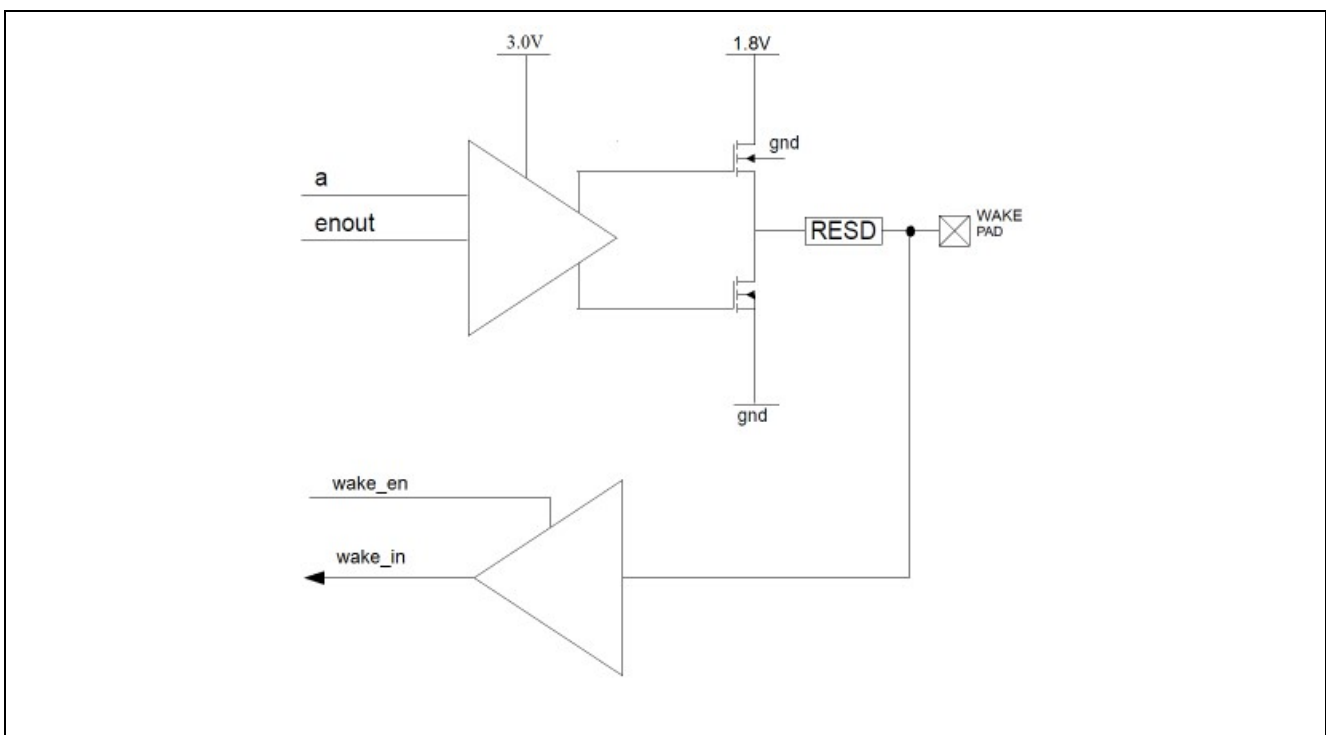 3.0V
1.8V
gnd
a
enout
RESD
WAKE
PAD
gnd
wake_en
wake_in